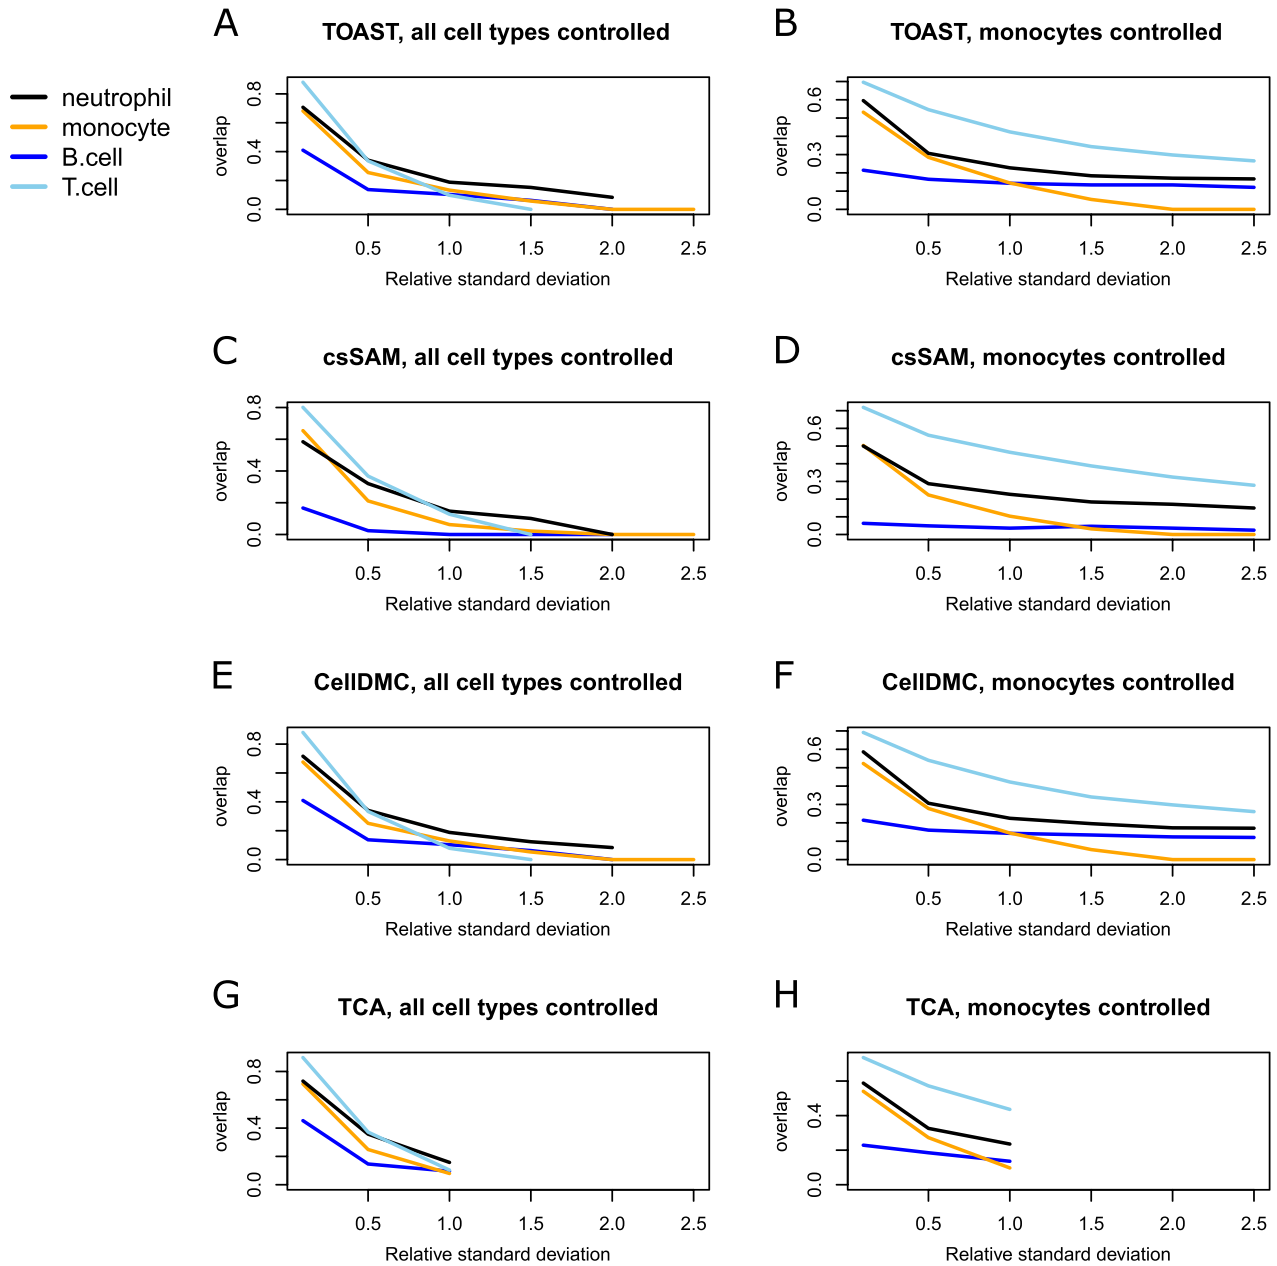 neutrophil
monocyte
B.cell
T.cell
A
TOAST, all cell types controlled
overlap
0.0 0.4 0.8
0.5 1.0 1.5 2.0 2.5
Relative standard deviation
B
TOAST, monocytes controlled
overlap
0.0 0.3 0.6
0.5 1.0 1.5 2.0 2.5
Relative standard deviation
C
csSAM, all cell types controlled
overlap
0.0 0.4 0.8
0.5 1.0 1.5 2.0 2.5
Relative standard deviation
D
csSAM, monocytes controlled
overlap
0.0 0.3 0.6
0.5 1.0 1.5 2.0 2.5
Relative standard deviation
E
CellDMC, all cell types controlled
overlap
0.0 0.4 0.8
0.5 1.0 1.5 2.0 2.5
Relative standard deviation
F
CellDMC, monocytes controlled
overlap
0.0 0.3 0.6
0.5 1.0 1.5 2.0 2.5
Relative standard deviation
G
TCA, all cell types controlled
overlap
0.0 0.4 0.8
0.5 1.0 1.5 2.0 2.5
Relative standard deviation
H
TCA, monocytes controlled
overlap
0.0 0.4
0.5 1.0 1.5 2.0 2.5
Relative standard deviation